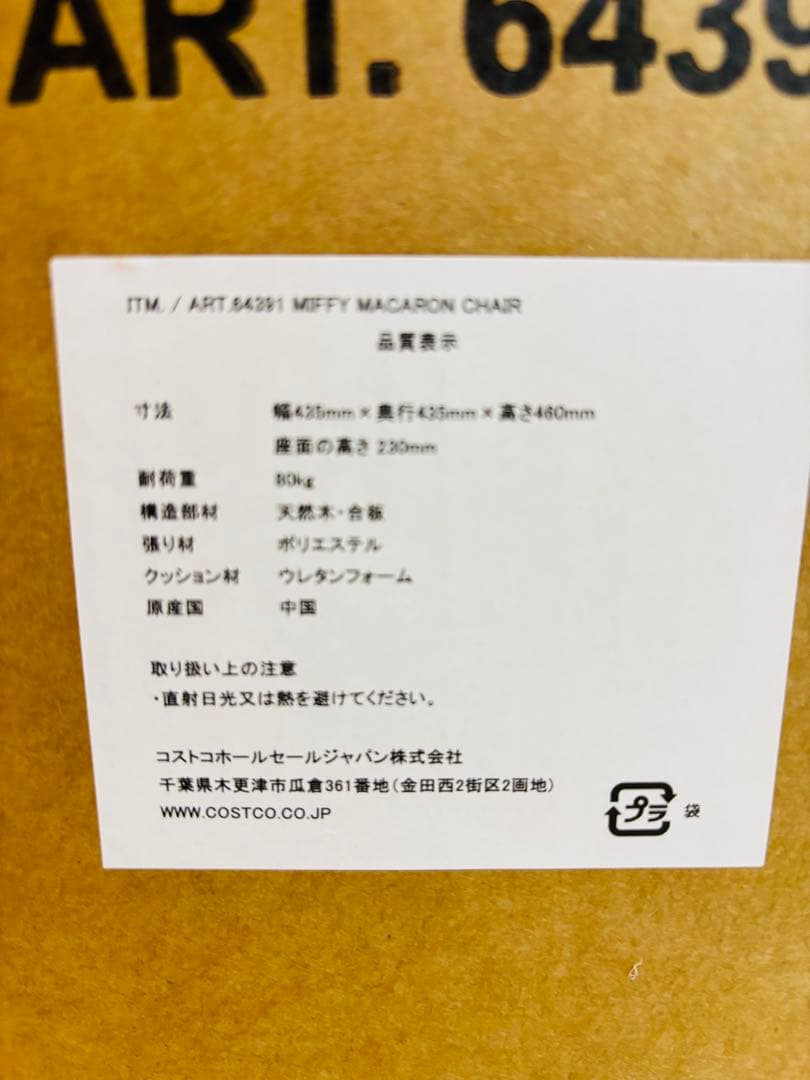 ART. 6439
ITM. / ART.64391 MIFFY MACARON CHAIR
品質表示
寸法 幅435mm×奥行435mm×高さ460mm
座面の高さ 230mm
耐荷重 80kg
構造部材 天然木・合板
張り材 ポリエステル
クッション材 ウレタンフォーム
原産国 中国
取り扱い上の注意
・直射日光又は熱を避けてください。
コストコホールセールジャパン株式会社
千葉県木更津市瓜倉361番地(金田西2街区2画地)
WWW.COSTCO.CO.JP
プラ 袋